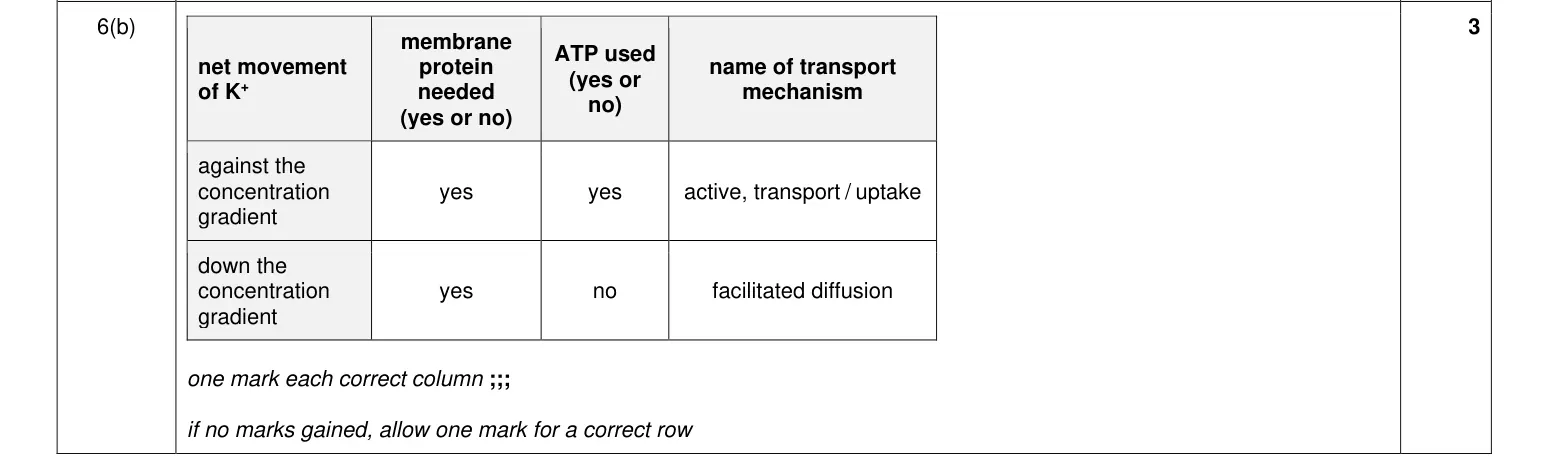 6(b)
3
net movement
of K⁺
membrane
protein
needed
(yes or no)
ATP used
(yes or
no)
name of transport
mechanism
against the
concentration
gradient
yes
yes
active, transport / uptake
down the
concentration
gradient
yes
no
facilitated diffusion
one mark each correct column ;;;
if no marks gained, allow one mark for a correct row